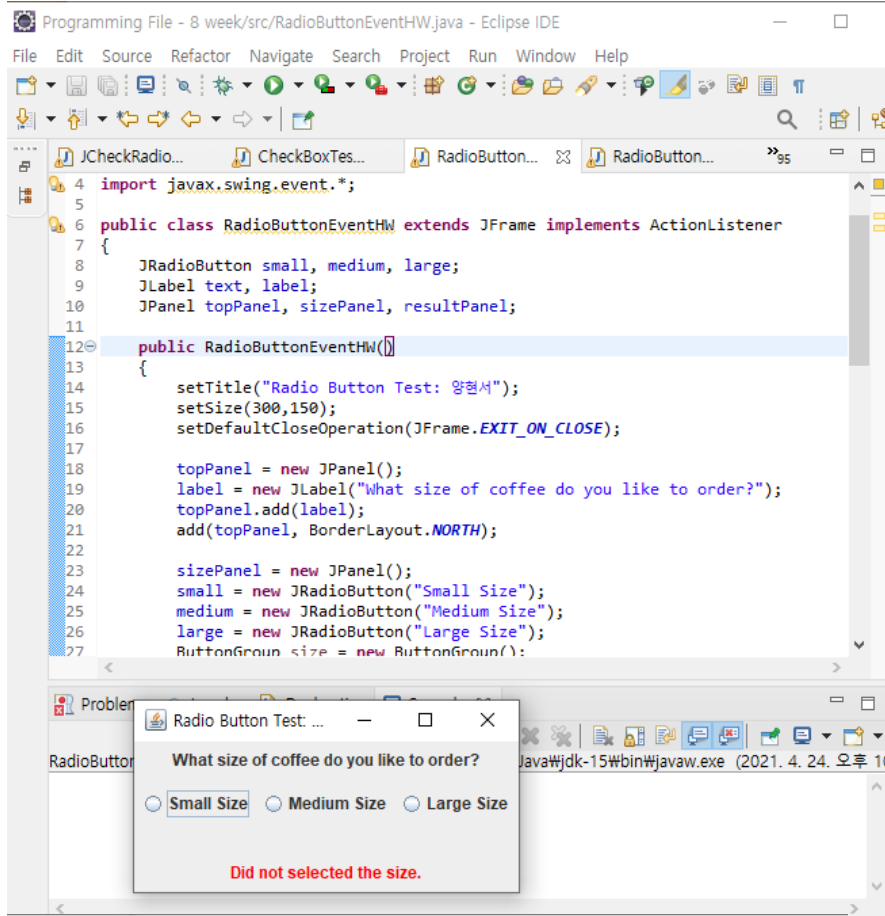 Programming File - 8 week/src/RadioButtonEventHW.java - Eclipse IDE
File Edit Source Refactor Navigate Search Project Run Window Help
JCheckRadio... CheckBoxTes... RadioButton... RadioButton... »95
4 import javax.swing.event.*;
5
6 public class RadioButtonEventHW extends JFrame implements ActionListener
7 {
8 JRadioButton small, medium, large;
9 JLabel text, label;
10 JPanel topPanel, sizePanel, resultPanel;
11
12 public RadioButtonEventHW()
13 {
14 setTitle("Radio Button Test: 양현서");
15 setSize(300,150);
16 setDefaultCloseOperation(JFrame.EXIT_ON_CLOSE);
17
18 topPanel = new JPanel();
19 label = new JLabel("What size of coffee do you like to order?");
20 topPanel.add(label);
21 add(topPanel, BorderLayout.NORTH);
22
23 sizePanel = new JPanel();
24 small = new JRadioButton("Small Size");
25 medium = new JRadioButton("Medium Size");
26 large = new JRadioButton("Large Size");
27 ButtonGroup size = new ButtonGroup();
Problem
Radio Button Test: ...
RadioButton Java₩jdk-15₩bin₩javaw.exe (2021. 4. 24. 오후 10
What size of coffee do you like to order?
Small Size Medium Size Large Size
Did not selected the size.